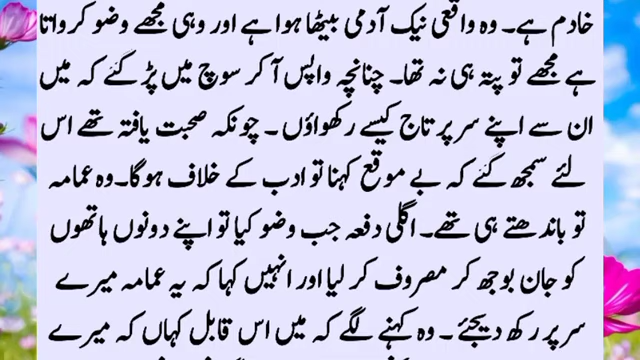 خادم ہے۔ وہ واقعی نیک آدمی بیٹھا ہوا ہے اور وہی مجھے وضو کرواتا
ہے مجھے تو پتہ ہی نہ تھا۔ چنانچہ واپس آ کر سوچ میں پڑ گئے کہ میں
ان سے اپنے سر پر تاج کیسے رکھواؤں۔ چونکہ صحبت یافتہ تھے اس
لئے سمجھ گئے کہ بے موقع کہنا تو ادب کے خلاف ہوگا۔ وہ عمامہ
تو باندھتے ہی تھے۔ اگلی دفعہ جب وضو کیا تو اپنے دونوں ہاتھوں
کو جان بوجھ کر مصروف کر لیا اور انہیں کہا کہ یہ عمامہ میرے
سر پر رکھ دیجئے۔ وہ کہنے لگے کہ میں اس قابل کہاں کہ میرے